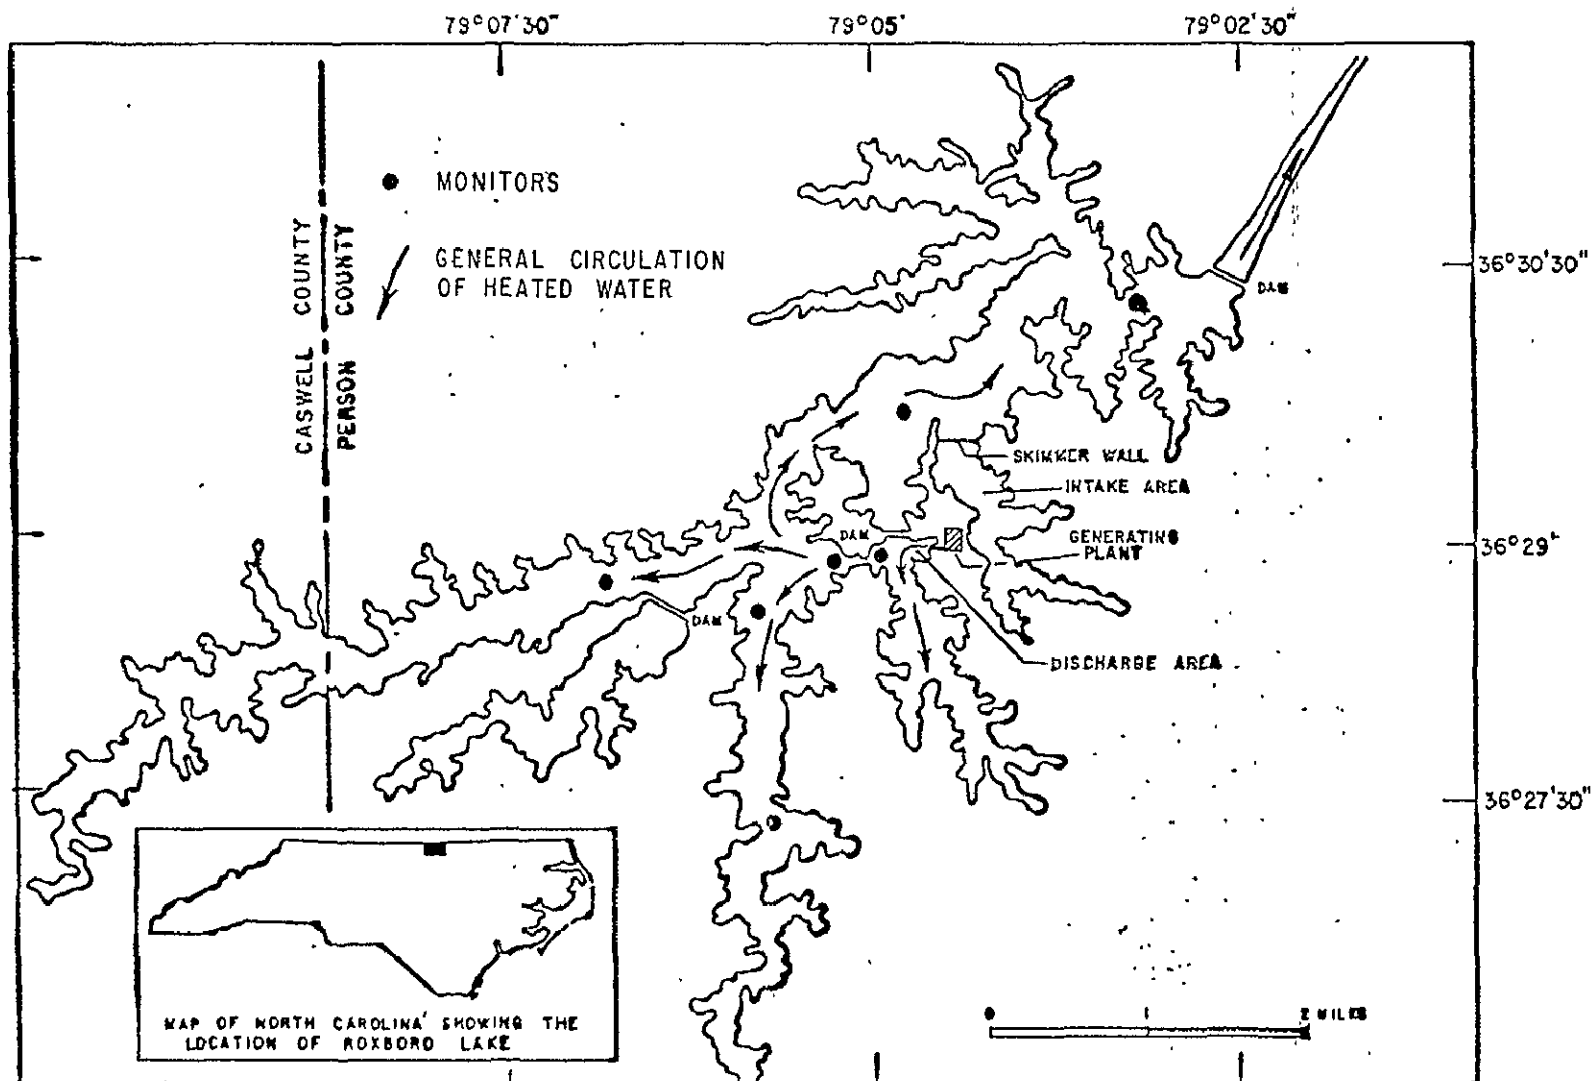 79°07'30"
79°05'
79°02'30"
MONITORS
GENERAL CIRCULATION
OF HEATED WATER
CASWELL COUNTY
PERSON COUNTY
36°30'30"
DAM
SKIMMER WALL
INTAKE AREA
DAM
GENERATING
PLANT
36°29'
DAM
DISCHARGE AREA
36°27'30"
0 1 2 MILES
MAP OF NORTH CAROLINA SHOWING THE
LOCATION OF ROXBORO LAKE